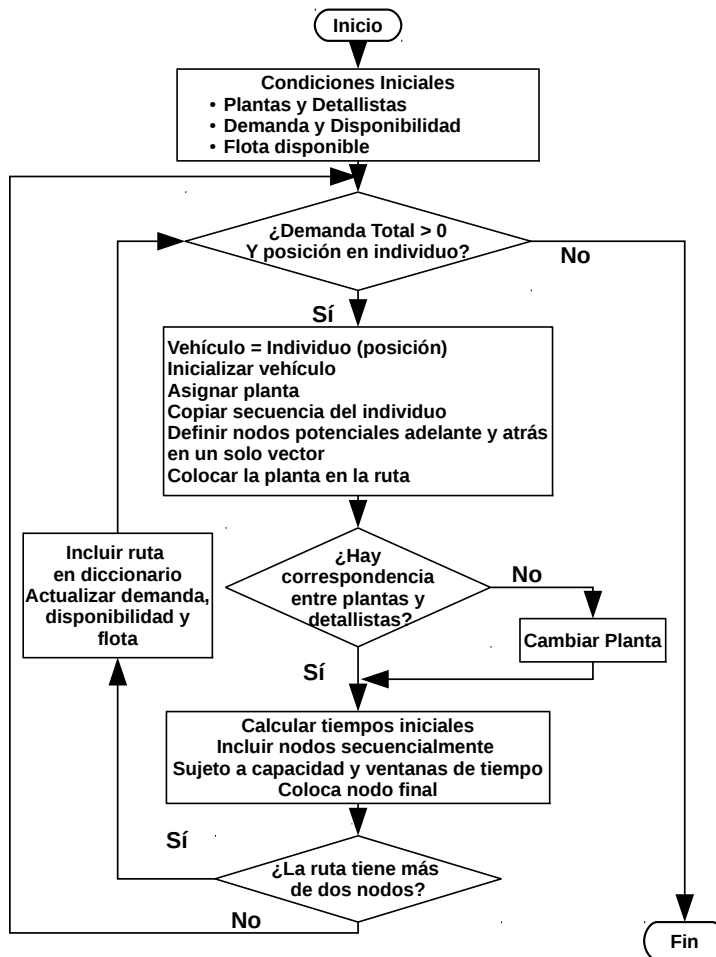 Inicio
Condiciones Iniciales
• Plantas y Detallistas
• Demanda y Disponibilidad
• Flota disponible
¿Demanda Total > 0
Y posición en individuo?
No
Sí
Vehículo = Individuo (posición)
Inicializar vehículo
Asignar planta
Copiar secuencia del individuo
Definir nodos potenciales adelante y atrás
en un solo vector
Colocar la planta en la ruta
Incluir ruta
en diccionario
Actualizar demanda,
disponibilidad y
flota
¿Hay
correspondencia
entre plantas y
detallistas?
No
Cambiar Planta
Sí
Calcular tiempos iniciales
Incluir nodos secuencialmente
Sujeto a capacidad y ventanas de tiempo
Coloca nodo final
Sí
¿La ruta tiene más
de dos nodos?
No
Fin